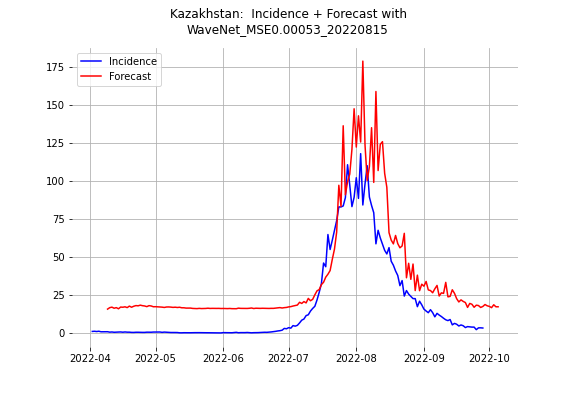 Kazakhstan:  Incidence + Forecast with
WaveNet_MSE0.00053_20220815
Incidence
Forecast
175
150
125
100
75
50
25
0
2022-04 2022-05 2022-06 2022-07 2022-08 2022-09 2022-10